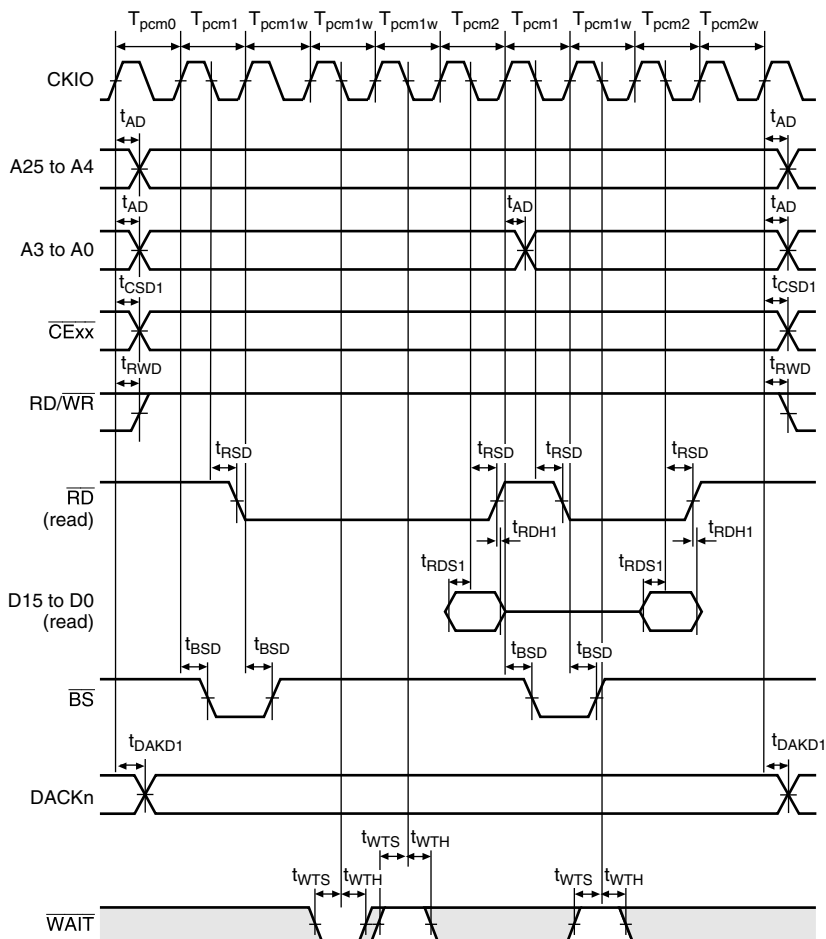 Tpcm0 Tpcm1 Tpcm1w Tpcm1w Tpcm1w Tpcm2 Tpcm1 Tpcm1w Tpcm2 Tpcm2w
CKIO
tAD tAD
A25 to A4
tAD tAD tAD
A3 to A0
tCSD1 tCSD1
CExx
tRWD tRWD
RD/WR
tRSD tRSD tRSD tRSD
RD
(read)
tRDH1 tRDH1
tRDS1 tRDS1
D15 to D0
(read)
tBSD tBSD tBSD tBSD
BS
tDAKD1 tDAKD1
DACKn
tWTS tWTH
tWTS tWTH tWTS tWTH
WAIT